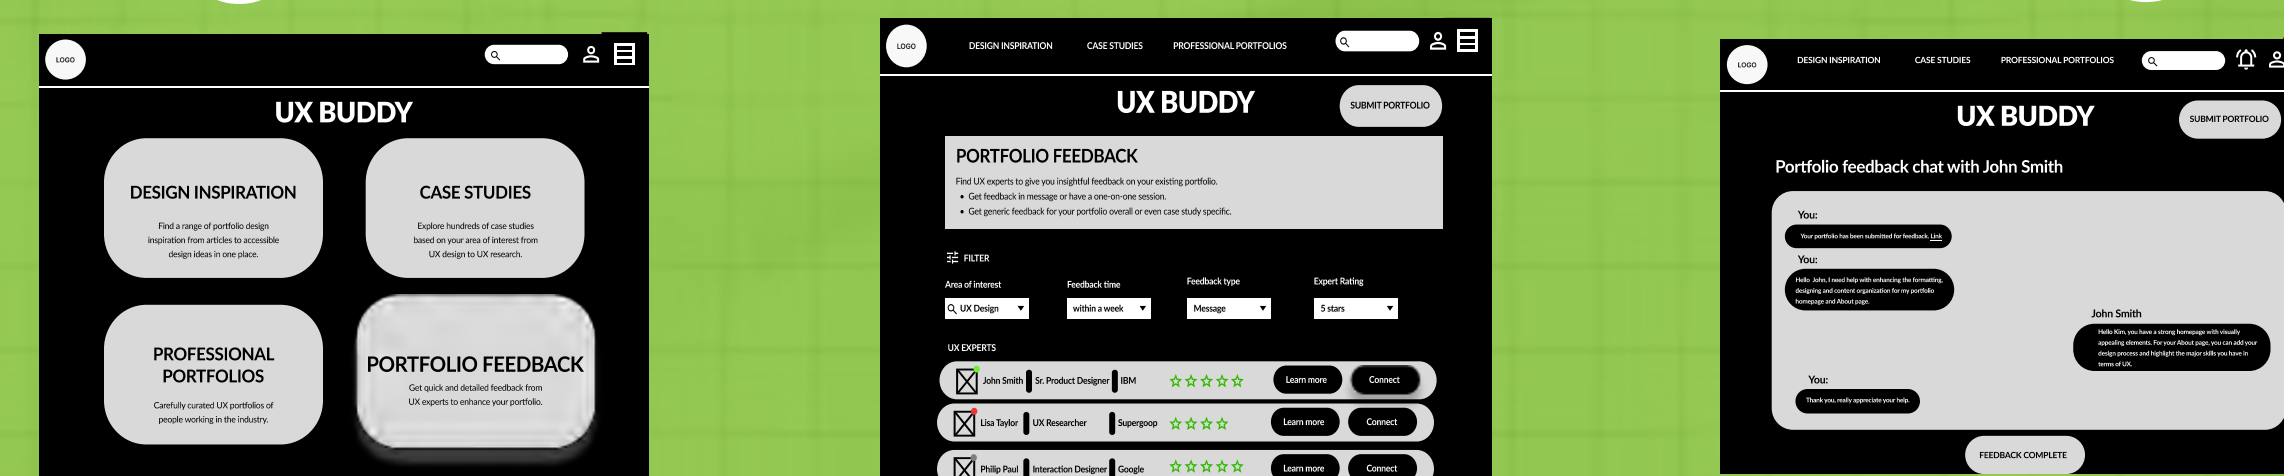 LOGO
UX BUDDY
DESIGN INSPIRATION
Find a range of portfolio design
inspiration from articles to accessible
design ideas in one place.
CASE STUDIES
Explore hundreds of case studies
based on your area of interest from
UX design to UX research.
PROFESSIONAL
PORTFOLIOS
Carefully curated UX portfolios of
people working in the industry.
PORTFOLIO FEEDBACK
Get quick and detailed feedback from
UX experts to enhance your portfolio.
LOGO DESIGN INSPIRATION CASE STUDIES PROFESSIONAL PORTFOLIOS
UX BUDDY
SUBMIT PORTFOLIO
PORTFOLIO FEEDBACK
Find UX experts to give you insightful feedback on your existing portfolio.
• Get feedback in message or have a one-on-one session.
• Get generic feedback for your portfolio overall or even case study specific.
FILTER
Area of interest Feedback time Feedback type Expert Rating
UX Design within a week Message 5 stars
UX EXPERTS
John Smith Sr. Product Designer IBM Learn more Connect
Lisa Taylor UX Researcher Supergoop Learn more Connect
Philip Paul Interaction Designer Google Learn more Connect
LOGO DESIGN INSPIRATION CASE STUDIES PROFESSIONAL PORTFOLIOS
UX BUDDY
SUBMIT PORTFOLIO
Portfolio feedback chat with John Smith
You:
Your portfolio has been submitted for feedback. Link
You:
Hello John, I need help with enhancing the formatting,
designing and content organization for my portfolio
homepage and About page.
John Smith
Hello Kim, you have a strong homepage with visually
appealing elements. For your About page, you can add your
design process and highlight the major skills you have in
terms of UX.
You:
Thank you, really appreciate your help.
FEEDBACK COMPLETE